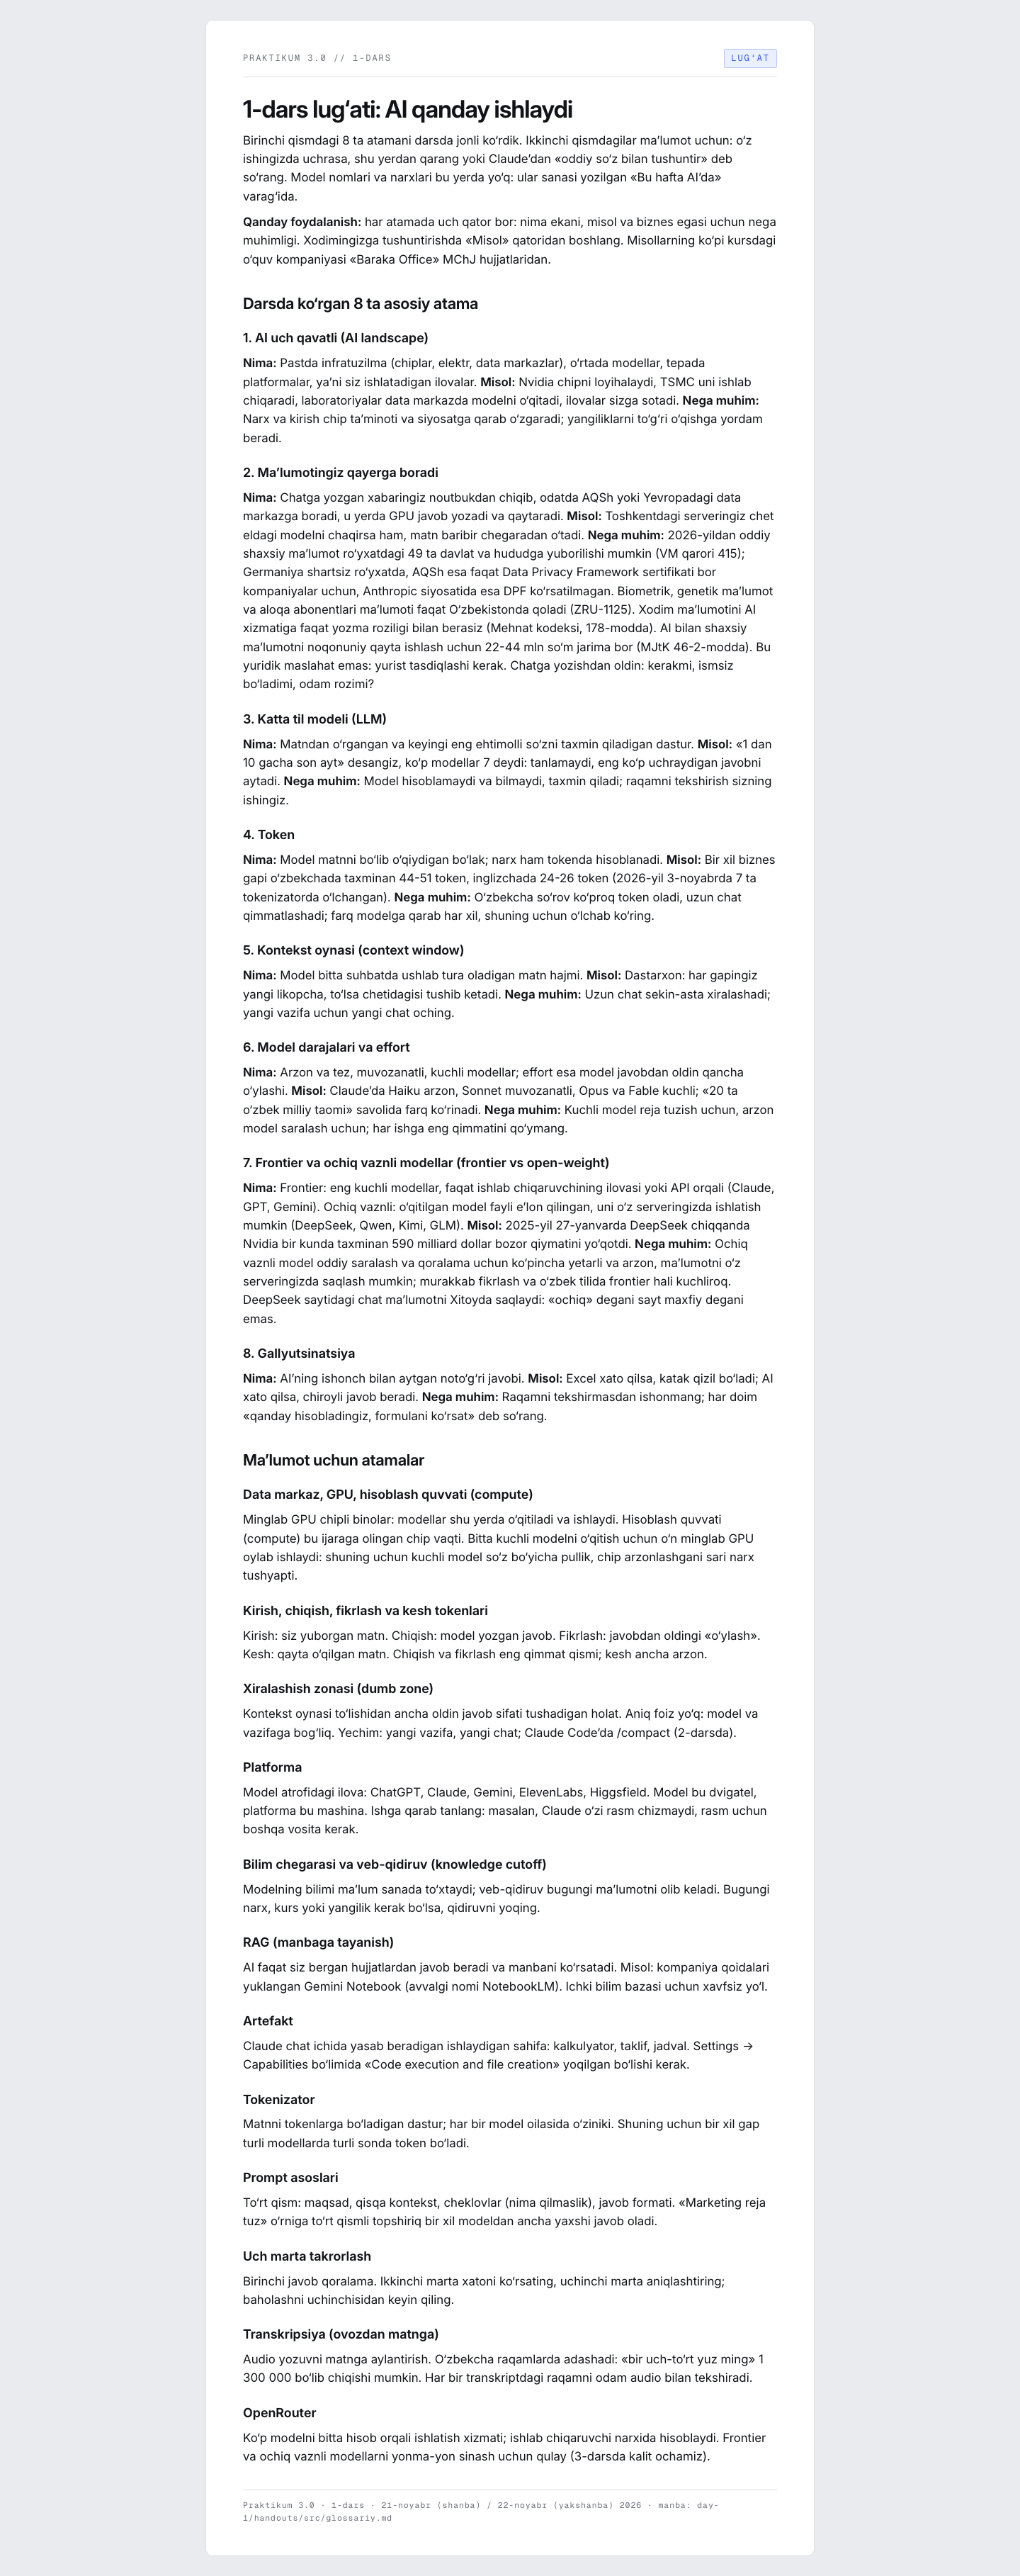 PRAKTIKUM 3.0 // 1-DARS
LUG'AT
1-dars lug‘ati: AI qanday ishlaydi
Birinchi qismdagi 8 ta atamani darsda jonli ko‘rdik. Ikkinchi qismdagilar ma’lumot uchun: o‘z
ishingizda uchrasa, shu yerdan qarang yoki Claude’dan «oddiy so‘z bilan tushuntir» deb
so‘rang. Model nomlari va narxlari bu yerda yo‘q: ular sanasi yozilgan «Bu hafta AI’da»
varag‘ida.
Qanday foydalanish: har atamada uch qator bor: nima ekani, misol va biznes egasi uchun nega
muhimligi. Xodimingizga tushuntirishda «Misol» qatoridan boshlang. Misollarning ko‘pi kursdagi
o‘quv kompaniyasi «Baraka Office» MChJ hujjatlaridan.
Darsda ko‘rgan 8 ta asosiy atama
1. AI uch qavatli (AI landscape)
Nima: Pastda infratuzilma (chiplar, elektr, data markazlar), o‘rtada modellar, tepada
platformalar, ya’ni siz ishlatadigan ilovalar. Misol: Nvidia chipni loyihalaydi, TSMC uni ishlab
chiqaradi, laboratoriyalar data markazda modelni o‘qitadi, ilovalar sizga sotadi. Nega muhim:
Narx va kirish chip ta’minoti va siyosatga qarab o‘zgaradi; yangiliklarni to‘g‘ri o‘qishga yordam
beradi.
2. Ma’lumotingiz qayerga boradi
Nima: Chatga yozgan xabaringiz noutbukdan chiqib, odatda AQSh yoki Yevropadagi data
markazga boradi, u yerda GPU javob yozadi va qaytaradi. Misol: Toshkentdagi serveringiz chet
eldagi modelni chaqirsa ham, matn baribir chegaradan o‘tadi. Nega muhim: 2026-yildan oddiy
shaxsiy ma’lumot ro‘yxatdagi 49 ta davlat va hududga yuborilishi mumkin (VM qarori 415);
Germaniya shartsiz ro‘yxatda, AQSh esa faqat Data Privacy Framework sertifikati bor
kompaniyalar uchun, Anthropic siyosatida esa DPF ko‘rsatilmagan. Biometrik, genetik ma’lumot
va aloqa abonentlari ma’lumoti faqat O‘zbekistonda qoladi (ZRU-1125). Xodim ma’lumotini AI
xizmatiga faqat yozma roziligi bilan berasiz (Mehnat kodeksi, 178-modda). AI bilan shaxsiy
ma’lumotni noqonuniy qayta ishlash uchun 22-44 mln so‘m jarima bor (MJtK 46-2-modda). Bu
yuridik maslahat emas: yurist tasdiqlashi kerak. Chatga yozishdan oldin: kerakmi, ismsiz
bo‘ladimi, odam rozimi?
3. Katta til modeli (LLM)
Nima: Matndan o‘rgangan va keyingi eng ehtimolli so‘zni taxmin qiladigan dastur. Misol: «1 dan
10 gacha son ayt» desangiz, ko‘p modellar 7 deydi: tanlamaydi, eng ko‘p uchraydigan javobni
aytadi. Nega muhim: Model hisoblamaydi va bilmaydi, taxmin qiladi; raqamni tekshirish sizning
ishingiz.
4. Token
Nima: Model matnni bo‘lib o‘qiydigan bo‘lak; narx ham tokenda hisoblanadi. Misol: Bir xil biznes
gapi o‘zbekchada taxminan 44-51 token, inglizchada 24-26 token (2026-yil 3-noyabrda 7 ta
tokenizatorda o‘lchangan). Nega muhim: O‘zbekcha so‘rov ko‘proq token oladi, uzun chat
qimmatlashadi; farq modelga qarab har xil, shuning uchun o‘lchab ko‘ring.
5. Kontekst oynasi (context window)
Nima: Model bitta suhbatda ushlab tura oladigan matn hajmi. Misol: Dastarxon: har gapingiz
yangi likopcha, to‘lsa chetidagisi tushib ketadi. Nega muhim: Uzun chat sekin-asta xiralashadi;
yangi vazifa uchun yangi chat oching.
6. Model darajalari va effort
Nima: Arzon va tez, muvozanatli, kuchli modellar; effort esa model javobdan oldin qancha
o‘ylashi. Misol: Claude’da Haiku arzon, Sonnet muvozanatli, Opus va Fable kuchli; «20 ta
o‘zbek milliy taomi» savolida farq ko‘rinadi. Nega muhim: Kuchli model reja tuzish uchun, arzon
model saralash uchun; har ishga eng qimmatini qo‘ymang.
7. Frontier va ochiq vaznli modellar (frontier vs open-weight)
Nima: Frontier: eng kuchli modellar, faqat ishlab chiqaruvchining ilovasi yoki API orqali (Claude,
GPT, Gemini). Ochiq vaznli: o‘qitilgan model fayli e’lon qilingan, uni o‘z serveringizda ishlatish
mumkin (DeepSeek, Qwen, Kimi, GLM). Misol: 2025-yil 27-yanvarda DeepSeek chiqqanda
Nvidia bir kunda taxminan 590 milliard dollar bozor qiymatini yo‘qotdi. Nega muhim: Ochiq
vaznli model oddiy saralash va qoralama uchun ko‘pincha yetarli va arzon, ma’lumotni o‘z
serveringizda saqlash mumkin; murakkab fikrlash va o‘zbek tilida frontier hali kuchliroq.
DeepSeek saytidagi chat ma’lumotni Xitoyda saqlaydi: «ochiq» degani sayt maxfiy degani
emas.
8. Gallyutsinatsiya
Nima: AI’ning ishonch bilan aytgan noto‘g‘ri javobi. Misol: Excel xato qilsa, katak qizil bo‘ladi; AI
xato qilsa, chiroyli javob beradi. Nega muhim: Raqamni tekshirmasdan ishonmang; har doim
«qanday hisobladingiz, formulani ko‘rsat» deb so‘rang.
Ma’lumot uchun atamalar
Data markaz, GPU, hisoblash quvvati (compute)
Minglab GPU chipli binolar: modellar shu yerda o‘qitiladi va ishlaydi. Hisoblash quvvati
(compute) bu ijaraga olingan chip vaqti. Bitta kuchli modelni o‘qitish uchun o‘n minglab GPU
oylab ishlaydi: shuning uchun kuchli model so‘z bo‘yicha pullik, chip arzonlashgani sari narx
tushyapti.
Kirish, chiqish, fikrlash va kesh tokenlari
Kirish: siz yuborgan matn. Chiqish: model yozgan javob. Fikrlash: javobdan oldingi «o‘ylash».
Kesh: qayta o‘qilgan matn. Chiqish va fikrlash eng qimmat qismi; kesh ancha arzon.
Xiralashish zonasi (dumb zone)
Kontekst oynasi to‘lishidan ancha oldin javob sifati tushadigan holat. Aniq foiz yo‘q: model va
vazifaga bog‘liq. Yechim: yangi vazifa, yangi chat; Claude Code’da /compact (2-darsda).
Platforma
Model atrofidagi ilova: ChatGPT, Claude, Gemini, ElevenLabs, Higgsfield. Model bu dvigatel,
platforma bu mashina. Ishga qarab tanlang: masalan, Claude o‘zi rasm chizmaydi, rasm uchun
boshqa vosita kerak.
Bilim chegarasi va veb-qidiruv (knowledge cutoff)
Modelning bilimi ma’lum sanada to‘xtaydi; veb-qidiruv bugungi ma’lumotni olib keladi. Bugungi
narx, kurs yoki yangilik kerak bo‘lsa, qidiruvni yoqing.
RAG (manbaga tayanish)
AI faqat siz bergan hujjatlardan javob beradi va manbani ko‘rsatadi. Misol: kompaniya qoidalari
yuklangan Gemini Notebook (avvalgi nomi NotebookLM). Ichki bilim bazasi uchun xavfsiz yo‘l.
Artefakt
Claude chat ichida yasab beradigan ishlaydigan sahifa: kalkulyator, taklif, jadval. Settings →
Capabilities bo‘limida «Code execution and file creation» yoqilgan bo‘lishi kerak.
Tokenizator
Matnni tokenlarga bo‘ladigan dastur; har bir model oilasida o‘ziniki. Shuning uchun bir xil gap
turli modellarda turli sonda token bo‘ladi.
Prompt asoslari
To‘rt qism: maqsad, qisqa kontekst, cheklovlar (nima qilmaslik), javob formati. «Marketing reja
tuz» o‘rniga to‘rt qismli topshiriq bir xil modeldan ancha yaxshi javob oladi.
Uch marta takrorlash
Birinchi javob qoralama. Ikkinchi marta xatoni ko‘rsating, uchinchi marta aniqlashtiring;
baholashni uchinchisidan keyin qiling.
Transkripsiya (ovozdan matnga)
Audio yozuvni matnga aylantirish. O‘zbekcha raqamlarda adashadi: «bir uch-to‘rt yuz ming» 1
300 000 bo‘lib chiqishi mumkin. Har bir transkriptdagi raqamni odam audio bilan tekshiradi.
OpenRouter
Ko‘p modelni bitta hisob orqali ishlatish xizmati; ishlab chiqaruvchi narxida hisoblaydi. Frontier
va ochiq vaznli modellarni yonma-yon sinash uchun qulay (3-darsda kalit ochamiz).
Praktikum 3.0 · 1-dars · 21-noyabr (shanba) / 22-noyabr (yakshanba) 2026 · manba: day-
1/handouts/src/glossariy.md